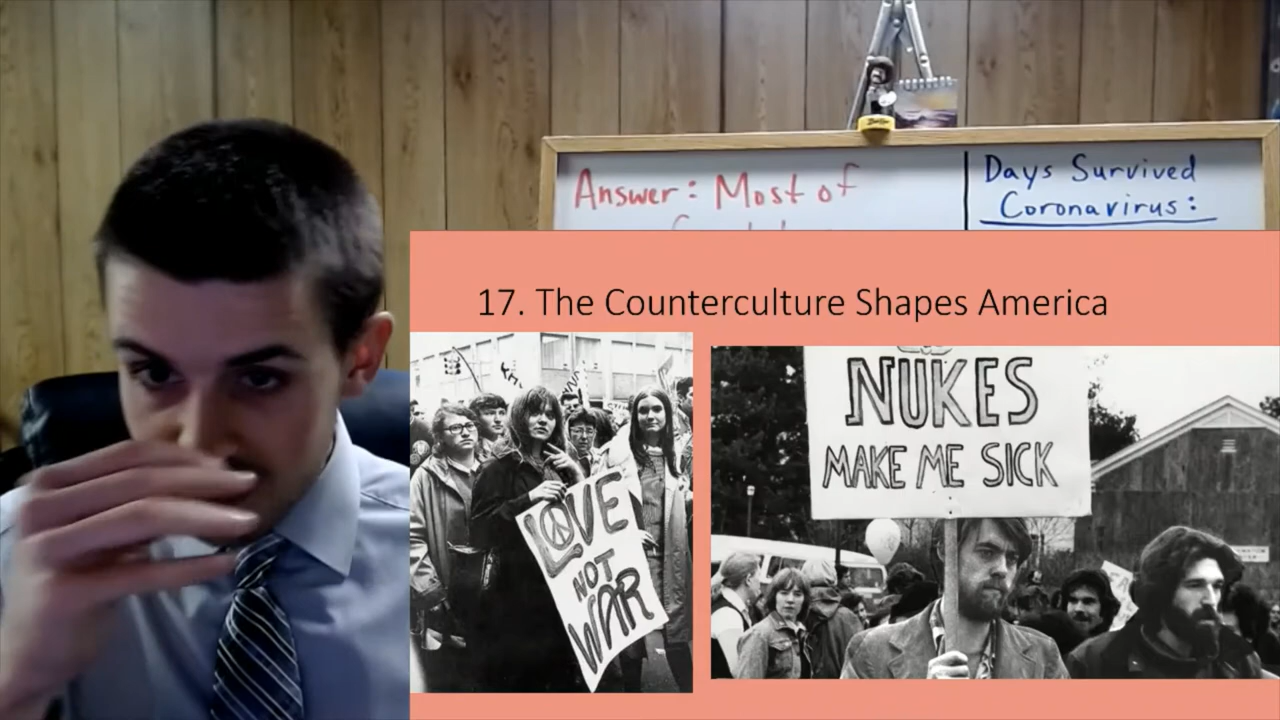 Answer: Most of
Days Survived
Coronavirus:
17. The Counterculture Shapes America
LOVE
NOT
WAR
NUKES
MAKE ME SICK